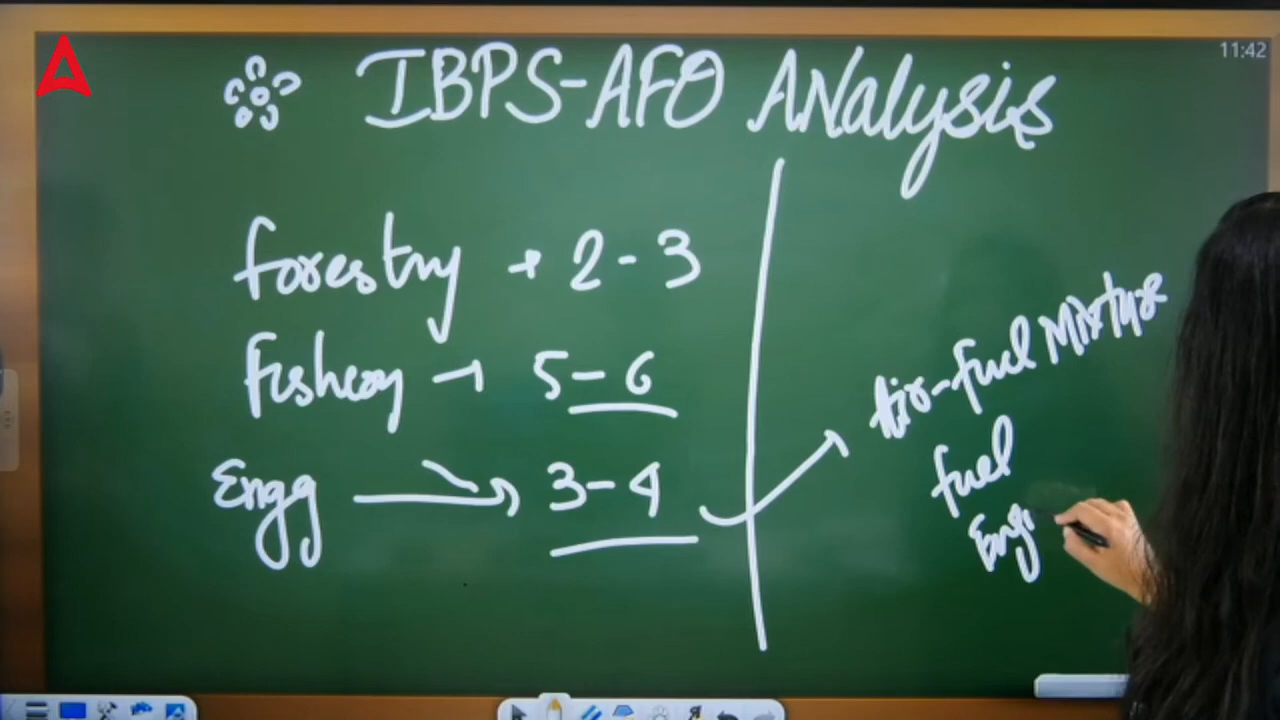 11:42
IBPS-AFO ANalysis
forestry → 2-3
Fishery → 5-6
Engg → 3-4
Air-fuel Mixture
fuel
Engi